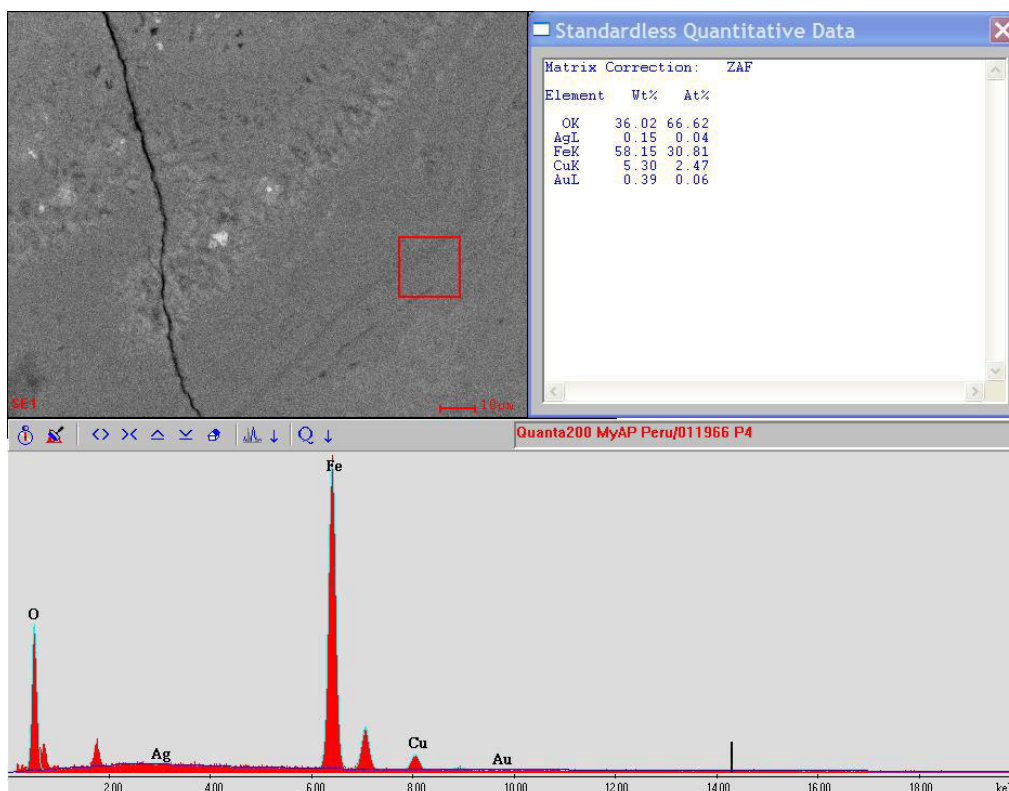 Standardless Quantitative Data
Matrix Correction: ZAF
Element Wt% At%
OK 36.02 66.62
AgL 0.15 0.04
FeK 58.15 30.81
CuK 5.30 2.47
AuL 0.39 0.06
SE1
10µm
Q
Quanta200 MyAP Peru/011966 P4
Fe
O
Ag
Cu
Au
2.00 4.00 6.00 8.00 10.00 12.00 14.00 16.00 18.00 ke